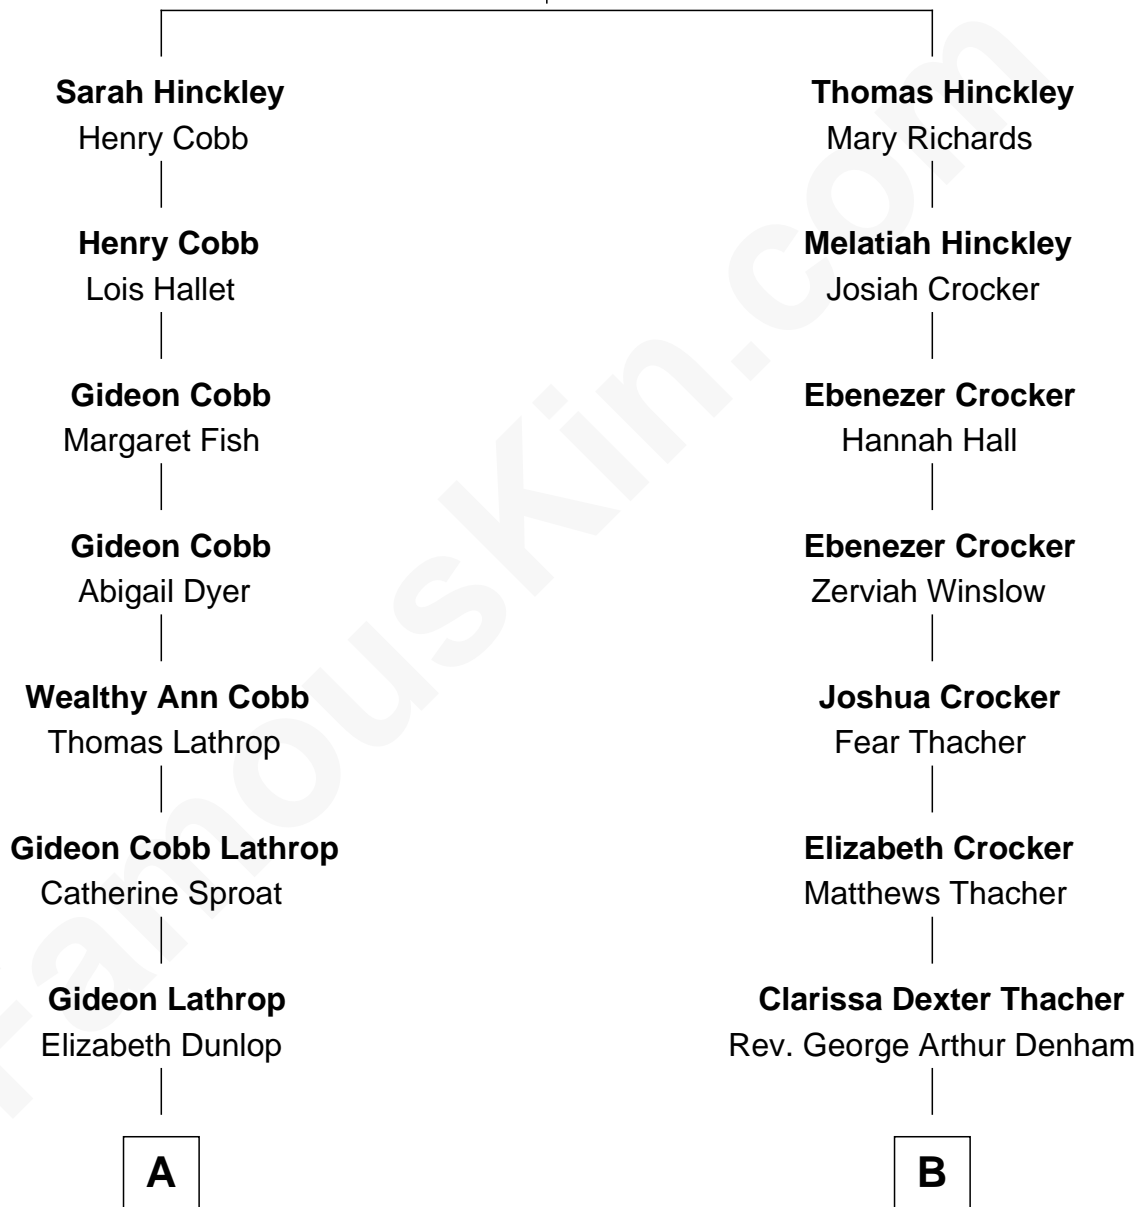 Sarah Hinckley
Henry Cobb
Henry Cobb
Lois Hallet
Gideon Cobb
Margaret Fish
Gideon Cobb
Abigail Dyer
Wealthy Ann Cobb
Thomas Lathrop
Gideon Cobb Lathrop
Catherine Sproat
Gideon Lathrop
Elizabeth Dunlop
A
Thomas Hinckley
Mary Richards
Melatiah Hinckley
Josiah Crocker
Ebenezer Crocker
Hannah Hall
Ebenezer Crocker
Zerviah Winslow
Joshua Crocker
Fear Thacher
Elizabeth Crocker
Matthews Thacher
Clarissa Dexter Thacher
Rev. George Arthur Denham
B
FamousKin.com